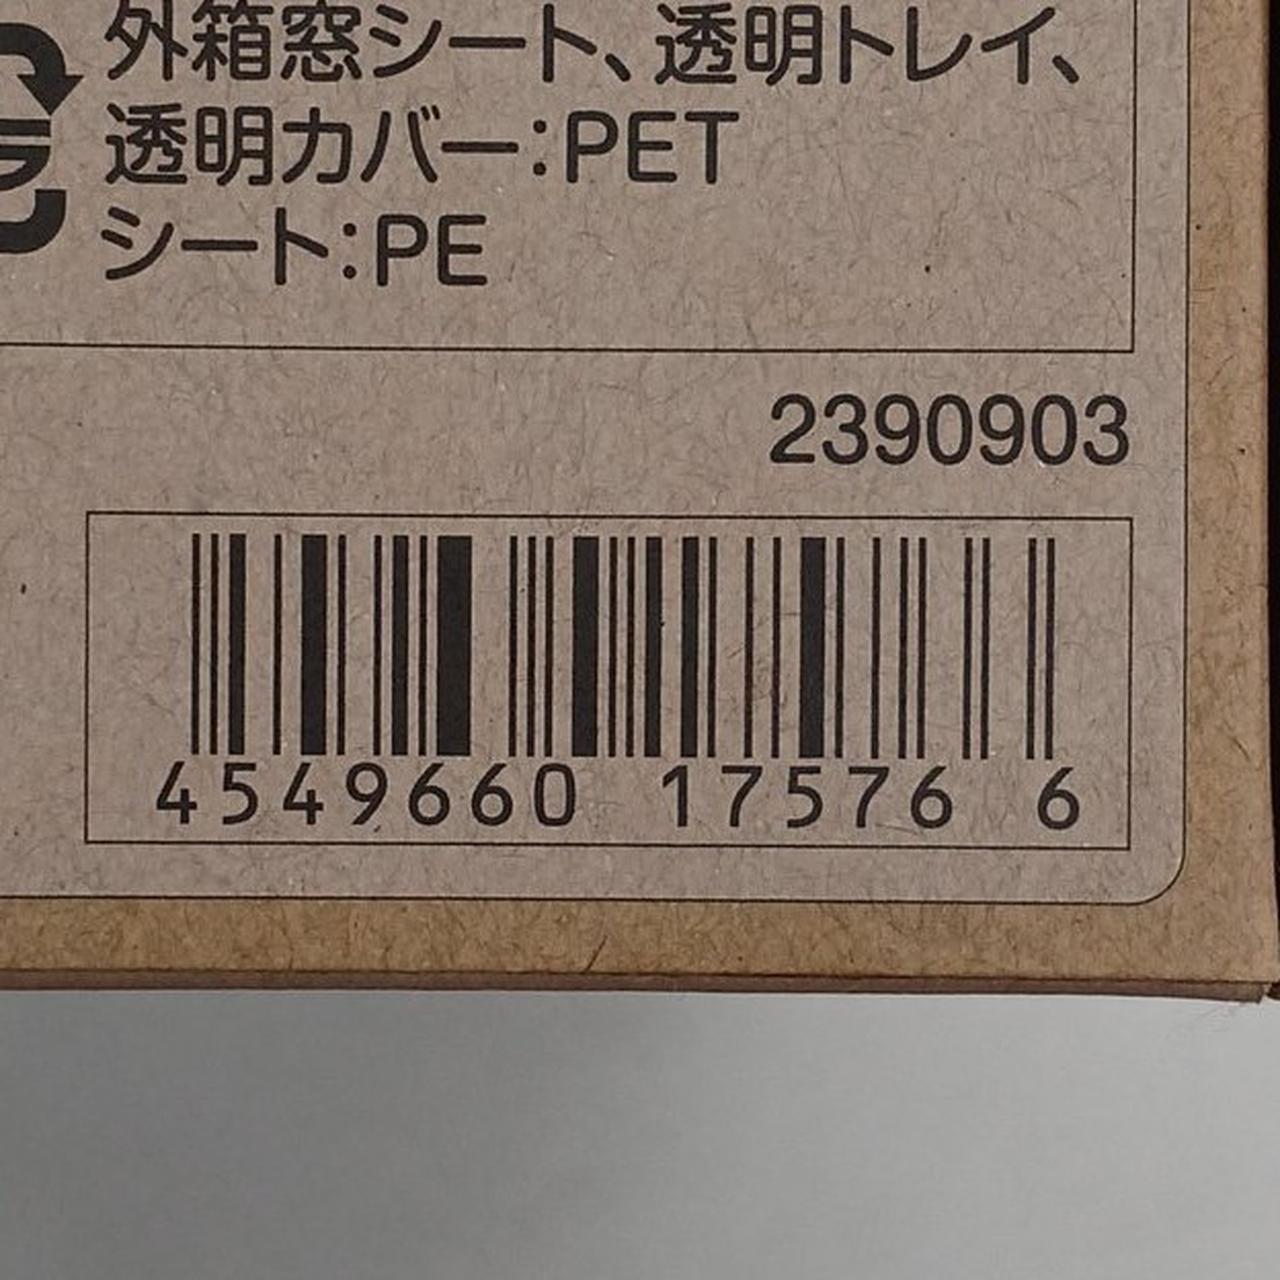 外箱窓シート、透明トレイ、
透明カバー:PET
シート:PE
2390903
4549660 17576 6